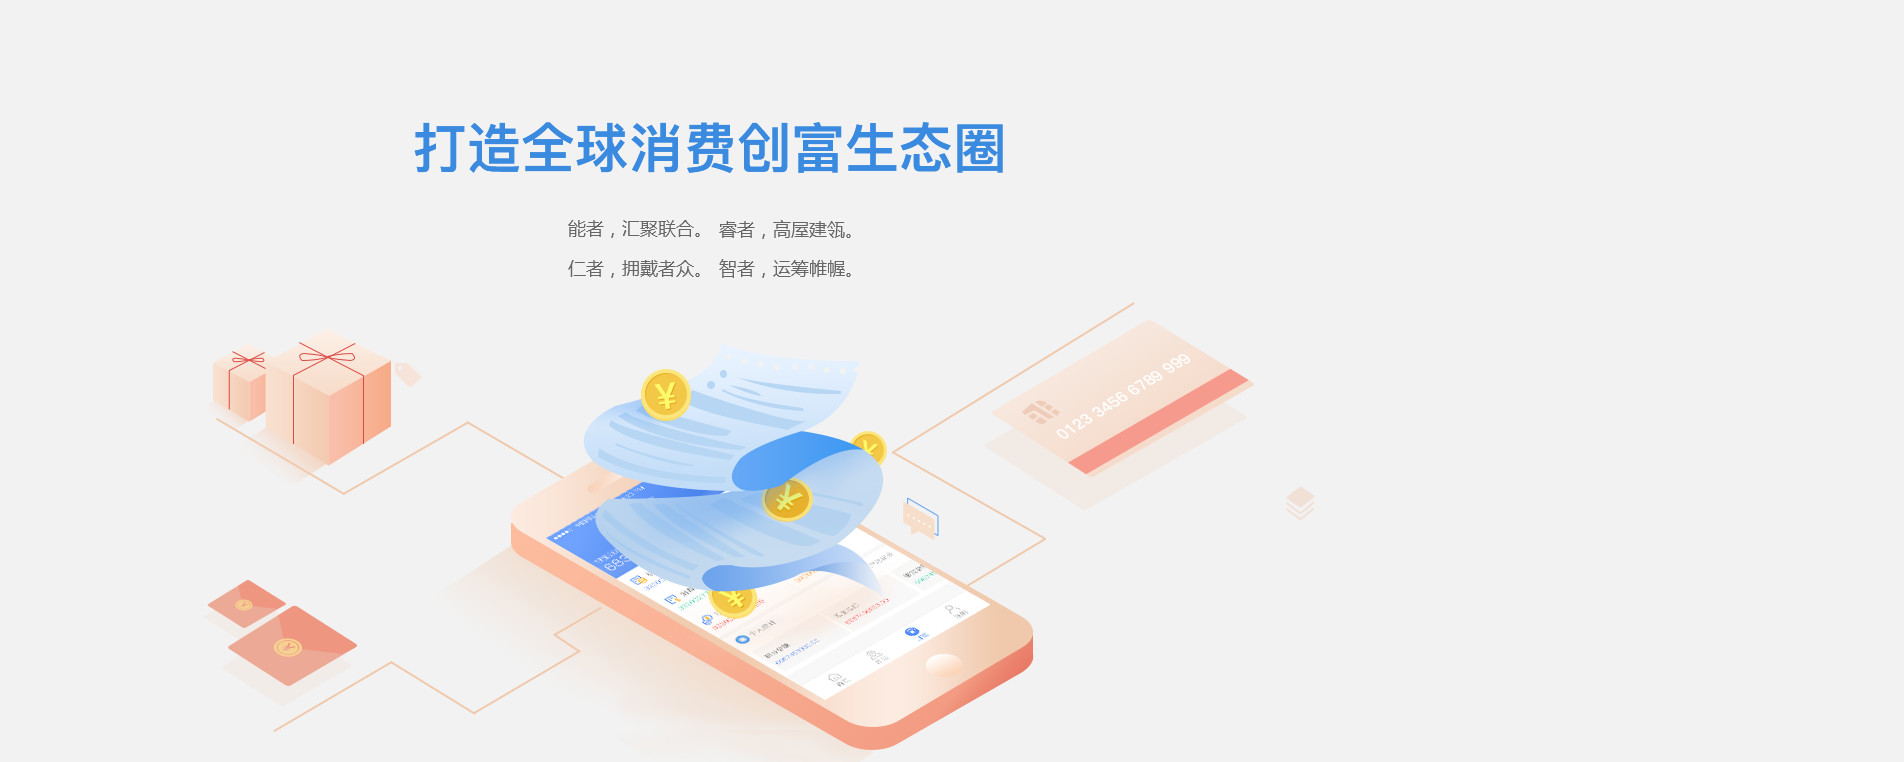 打造全球消费创富生态圈
能者，汇聚联合。 睿者，高屋建瓴。
仁者，拥戴者众。 智者，运筹帷幄。
0123 3456 6789 999